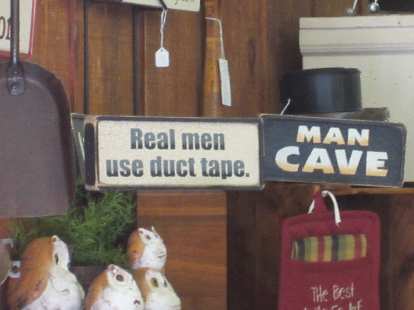 Real men
use duct tape.
MAN
CAVE
THe BesT